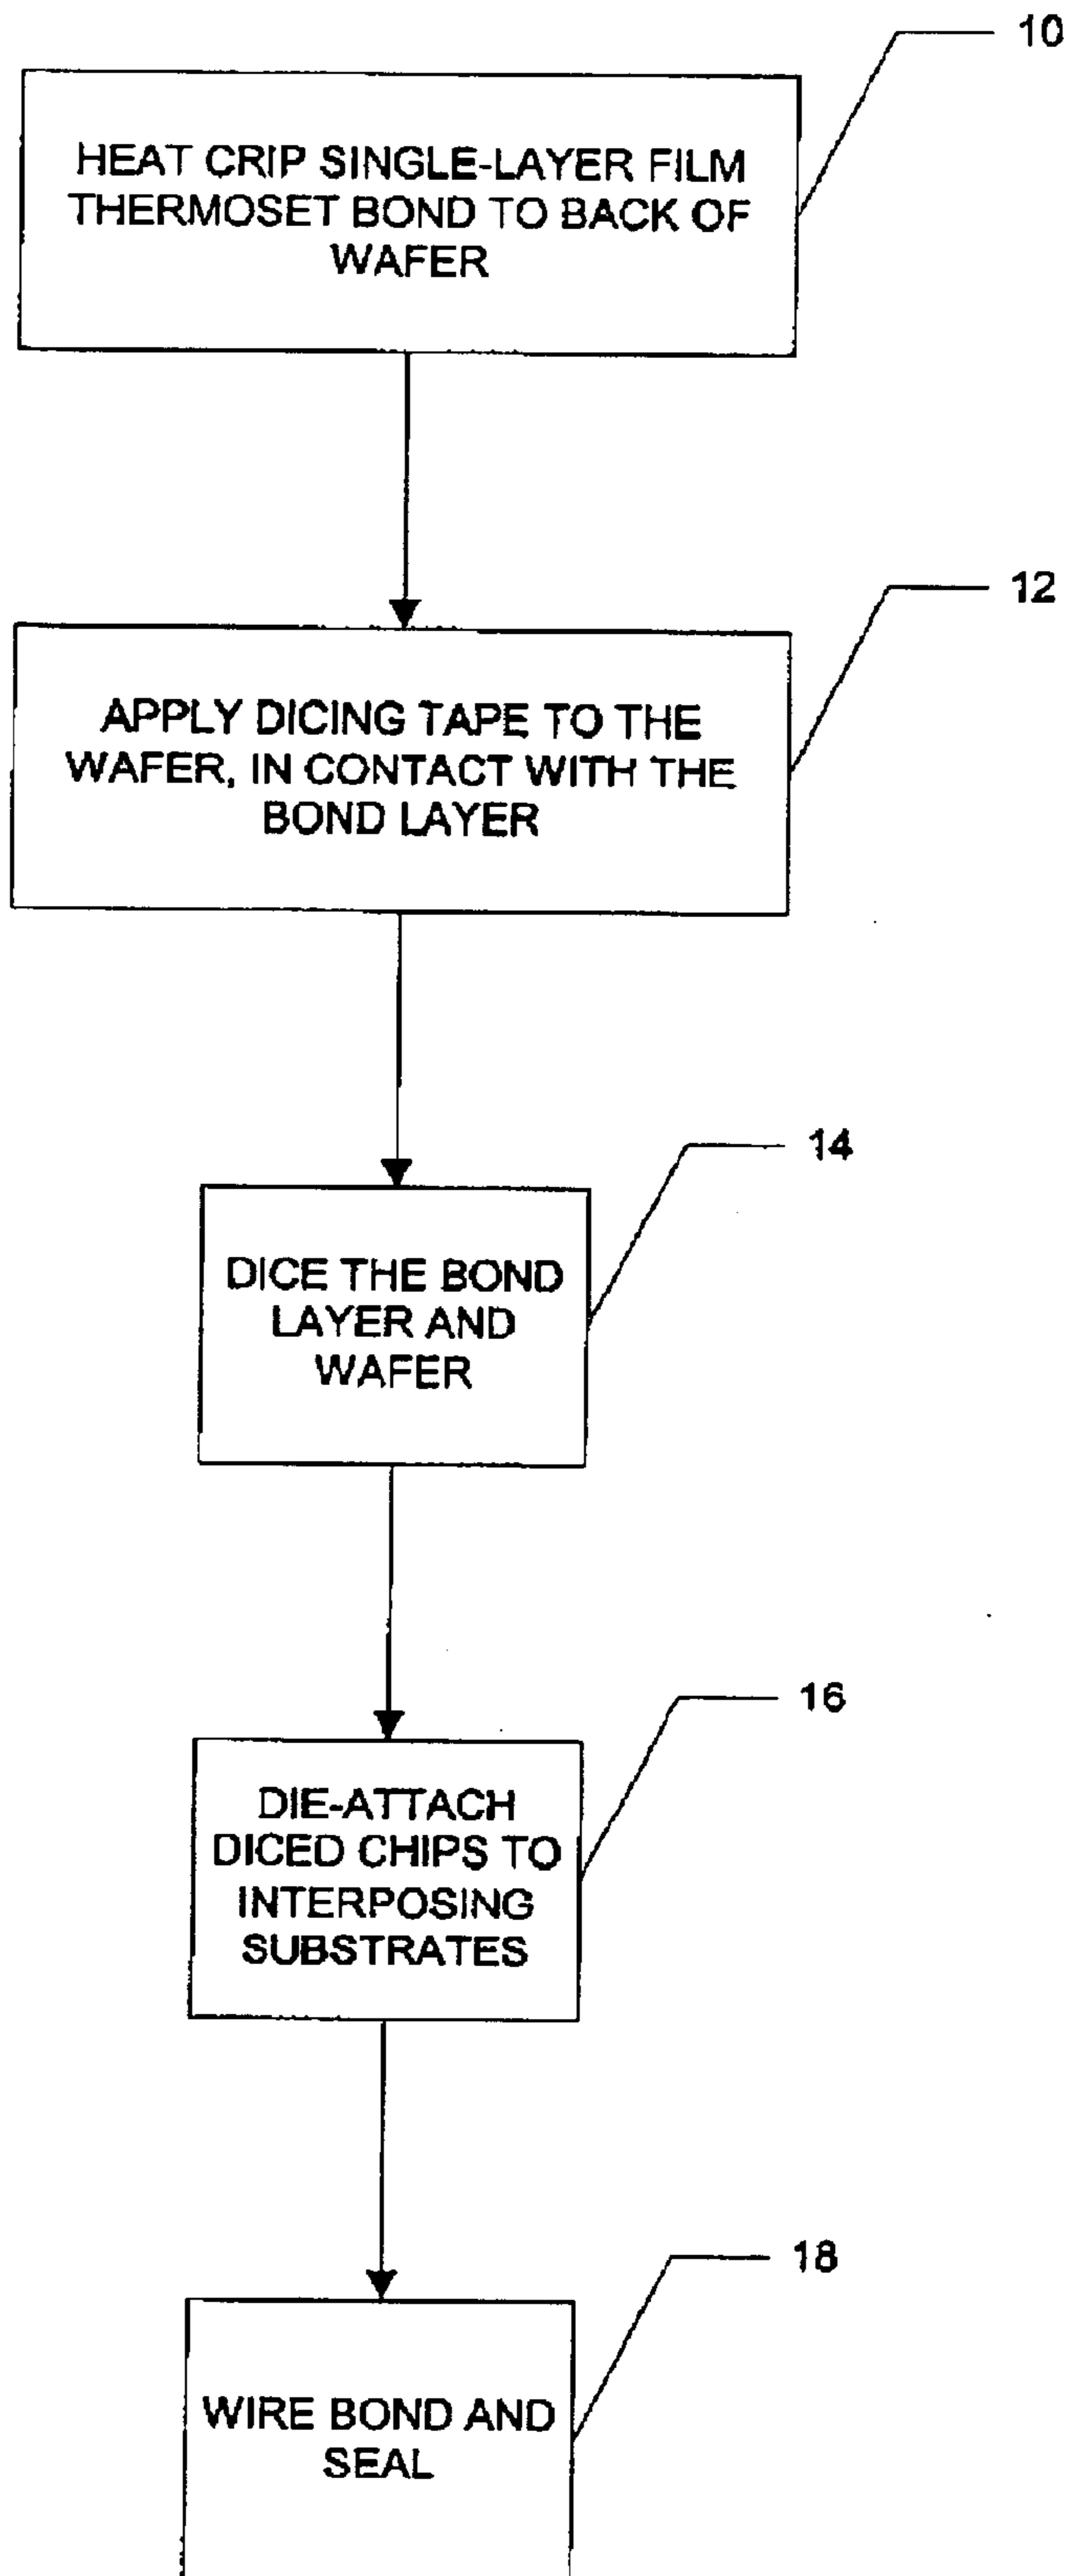 10
HEAT CRIP SINGLE-LAYER FILM
THERMOSET BOND TO BACK OF
WAFER
12
APPLY DICING TAPE TO THE
WAFER, IN CONTACT WITH THE
BOND LAYER
14
DICE THE BOND
LAYER AND
WAFER
16
DIE-ATTACH
DICED CHIPS TO
INTERPOSING
SUBSTRATES
18
WIRE BOND AND
SEAL